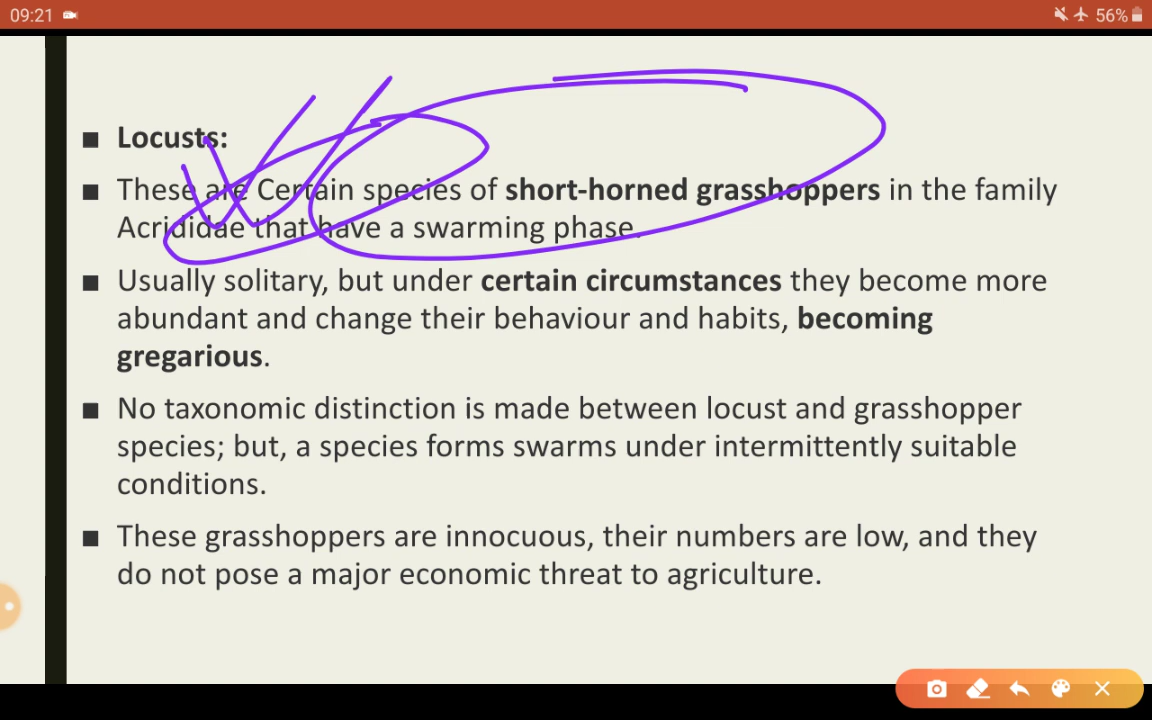 09:21
56%
Locusts:
These are Certain species of short-horned grasshoppers in the family
Acrididae that have a swarming phase.
Usually solitary, but under certain circumstances they become more
abundant and change their behaviour and habits, becoming
gregarious.
No taxonomic distinction is made between locust and grasshopper
species; but, a species forms swarms under intermittently suitable
conditions.
These grasshoppers are innocuous, their numbers are low, and they
do not pose a major economic threat to agriculture.